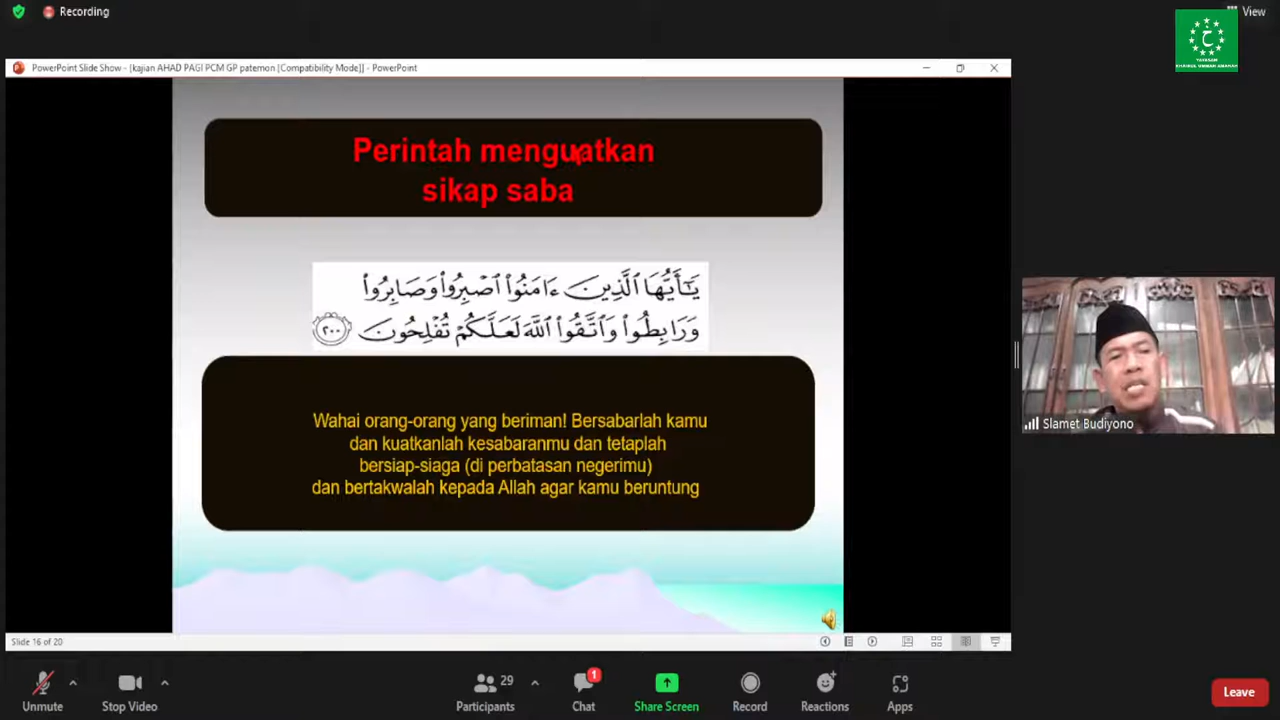 Recording
View
YAYASAN
KHAIRUL UMMAH AMANAH
PowerPoint Slide Show - [kajian AHAD PAGI PCM GP patemon [Compatibility Mode]] - PowerPoint
Perintah menguatkan
sikap saba
يَٰٓأَيُّهَا ٱلَّذِينَ ءَامَنُوا۟ ٱصْبِرُوا۟ وَصَابِرُوا۟
وَرَابِطُوا۟ وَٱتَّقُوا۟ ٱللَّهَ لَعَلَّكُمْ تُفْلِحُونَ ٢٠٠
Wahai orang-orang yang beriman! Bersabarlah kamu
dan kuatkanlah kesabaranmu dan tetaplah
bersiap-siaga (di perbatasan negerimu)
dan bertakwalah kepada Allah agar kamu beruntung
Slamet Budiyono
Slide 16 of 20
Unmute
Stop Video
29
Participants
1
Chat
Share Screen
Record
Reactions
Apps
Leave